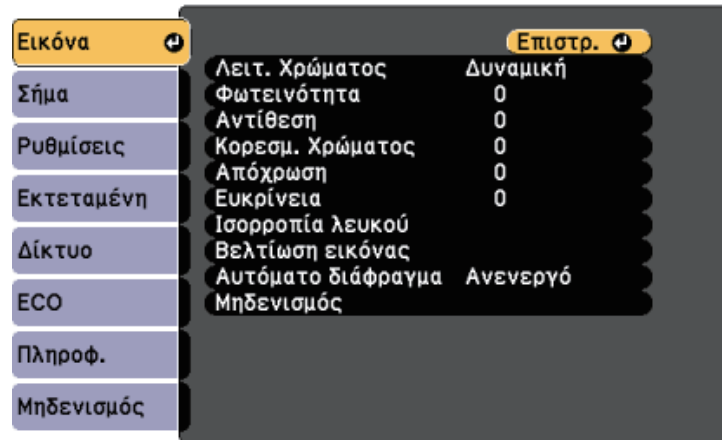 Εικόνα
Σήμα
Ρυθμίσεις
Εκτεταμένη
Δίκτυο
ECO
Πληροφ.
Μηδενισμός
Επιστρ.
Λειτ. Χρώματος Δυναμική
Φωτεινότητα 0
Αντίθεση 0
Κορεσμ. Χρώματος 0
Απόχρωση 0
Ευκρίνεια 0
Ισορροπία λευκού
Βελτίωση εικόνας
Αυτόματο διάφραγμα Ανενεργό
Μηδενισμός